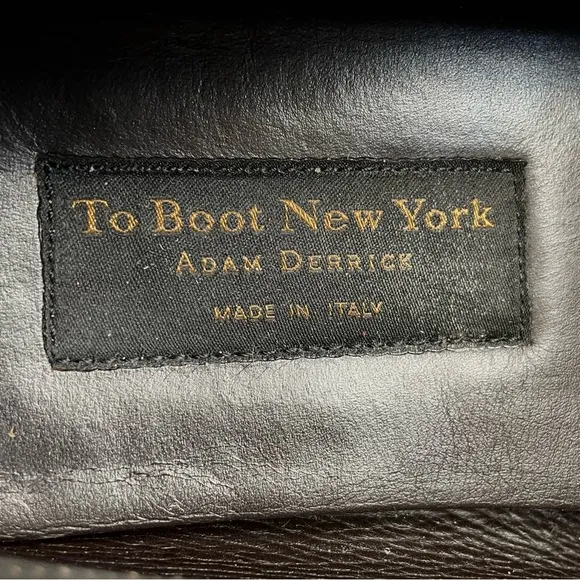 To Boot New York
Adam Derrick
Made in Italy